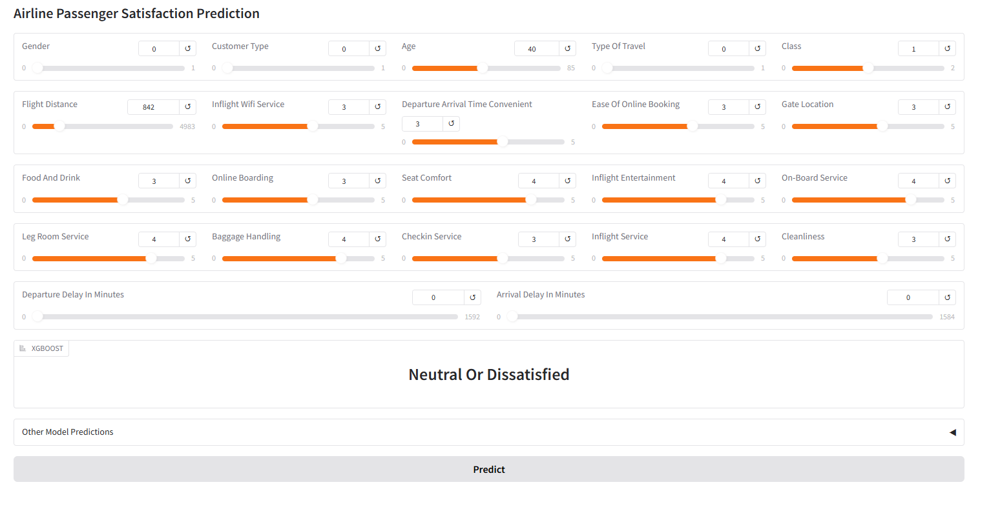 Airline Passenger Satisfaction Prediction
Gender 0 ↺ Customer Type 0 ↺ Age 40 ↺ Type Of Travel 0 ↺ Class 1 ↺
0 1 0 1 0 85 0 1 0 2
Flight Distance 842 ↺ Inflight Wifi Service 3 ↺ Departure Arrival Time Convenient Ease Of Online Booking 3 ↺ Gate Location 3 ↺
3 ↺
0 4983 0 5 0 5 0 5
0 5
Food And Drink 3 ↺ Online Boarding 3 ↺ Seat Comfort 4 ↺ Inflight Entertainment 4 ↺ On-Board Service 4 ↺
0 5 0 5 0 5 0 5 0 5
Leg Room Service 4 ↺ Baggage Handling 4 ↺ Checkin Service 3 ↺ Inflight Service 4 ↺ Cleanliness 3 ↺
0 5 0 5 0 5 0 5 0 5
Departure Delay In Minutes 0 ↺ Arrival Delay In Minutes 0 ↺
0 1592 0 1584
XGBOOST
Neutral Or Dissatisfied
Other Model Predictions
Predict